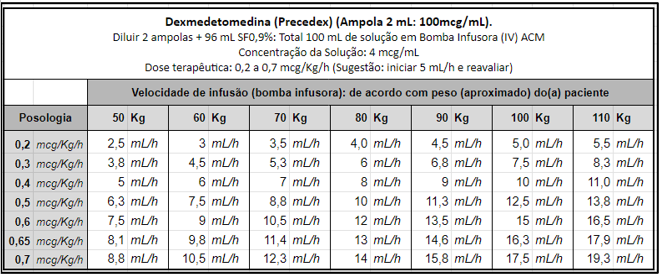 Dexmedetomedina (Precedex) (Ampola 2 mL: 100mcg/mL).
Diluir 2 ampolas + 96 mL SF0,9%: Total 100 mL de solução em Bomba Infusora (IV) ACM
Concentração da Solução: 4 mcg/mL
Dose terapêutica: 0,2 a 0,7 mcg/Kg/h (Sugestão: iniciar 5 mL/h e reavaliar)
Velocidade de infusão (bomba infusora): de acordo com peso (aproximado) do(a) paciente
Posologia 50 Kg 60 Kg 70 Kg 80 Kg 90 Kg 100 Kg 110 Kg
0,2 mcg/Kg/h 2,5 mL/h 3 mL/h 3,5 mL/h 4,0 mL/h 4,5 mL/h 5,0 mL/h 5,5 mL/h
0,3 mcg/Kg/h 3,8 mL/h 4,5 mL/h 5,3 mL/h 6 mL/h 6,8 mL/h 7,5 mL/h 8,3 mL/h
0,4 mcg/Kg/h 5 mL/h 6 mL/h 7 mL/h 8 mL/h 9 mL/h 10 mL/h 11,0 mL/h
0,5 mcg/Kg/h 6,3 mL/h 7,5 mL/h 8,8 mL/h 10 mL/h 11,3 mL/h 12,5 mL/h 13,8 mL/h
0,6 mcg/Kg/h 7,5 mL/h 9 mL/h 10,5 mL/h 12 mL/h 13,5 mL/h 15 mL/h 16,5 mL/h
0,65 mcg/Kg/h 8,1 mL/h 9,8 mL/h 11,4 mL/h 13 mL/h 14,6 mL/h 16,3 mL/h 17,9 mL/h
0,7 mcg/Kg/h 8,8 mL/h 10,5 mL/h 12,3 mL/h 14 mL/h 15,8 mL/h 17,5 mL/h 19,3 mL/h